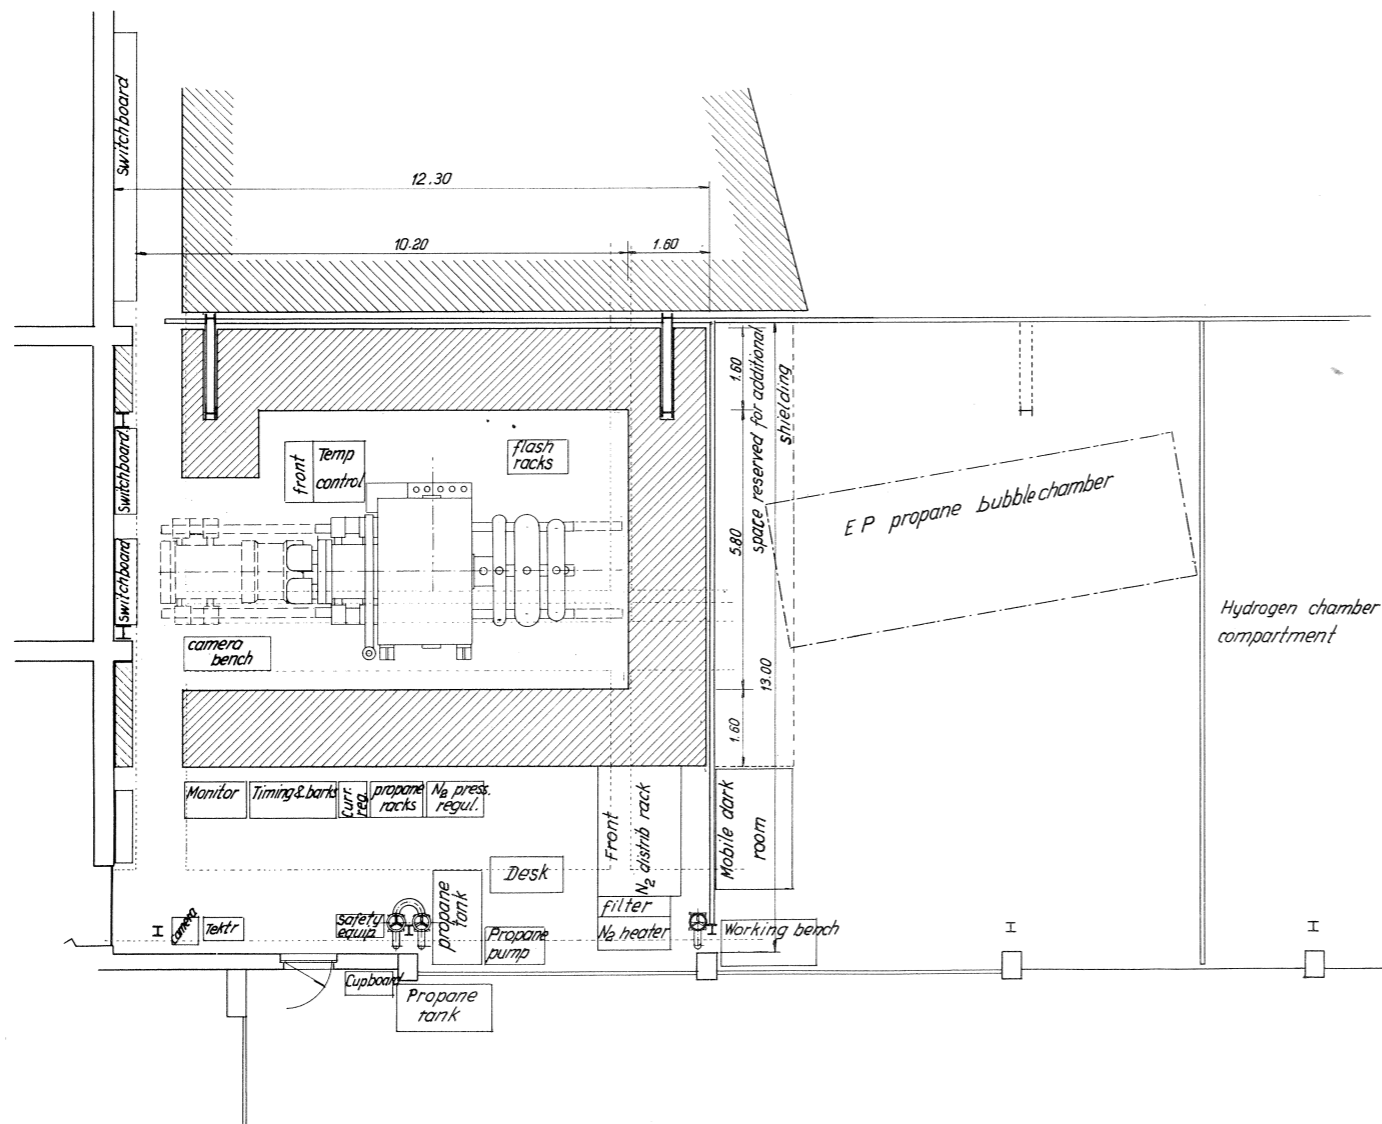 switchboard
12.30
10.20
1.60
switchboard
switchboard
front
Temp
control
flash
racks
1.60
5.80
1.60
space reserved for additional
shielding
13.00
E P propane bubble chamber
Hydrogen chamber
compartment
camera
bench
Monitor
Timing & barks
Curr.
reg.
propane
racks
N₂ press.
regul.
Front
N₂ distrib rack
Mobile dark
room
Desk
propane
tank
filter
N₂ heater
camera
Tektr
safety
equip
Propane
pump
Working bench
Cupboard
Propane
tank